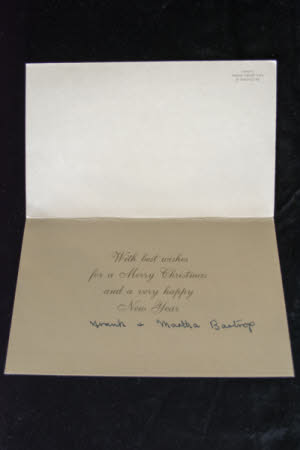 With best wishes
for a Merry Christmas
and a very happy
New Year
Frank + Martha Bastrop